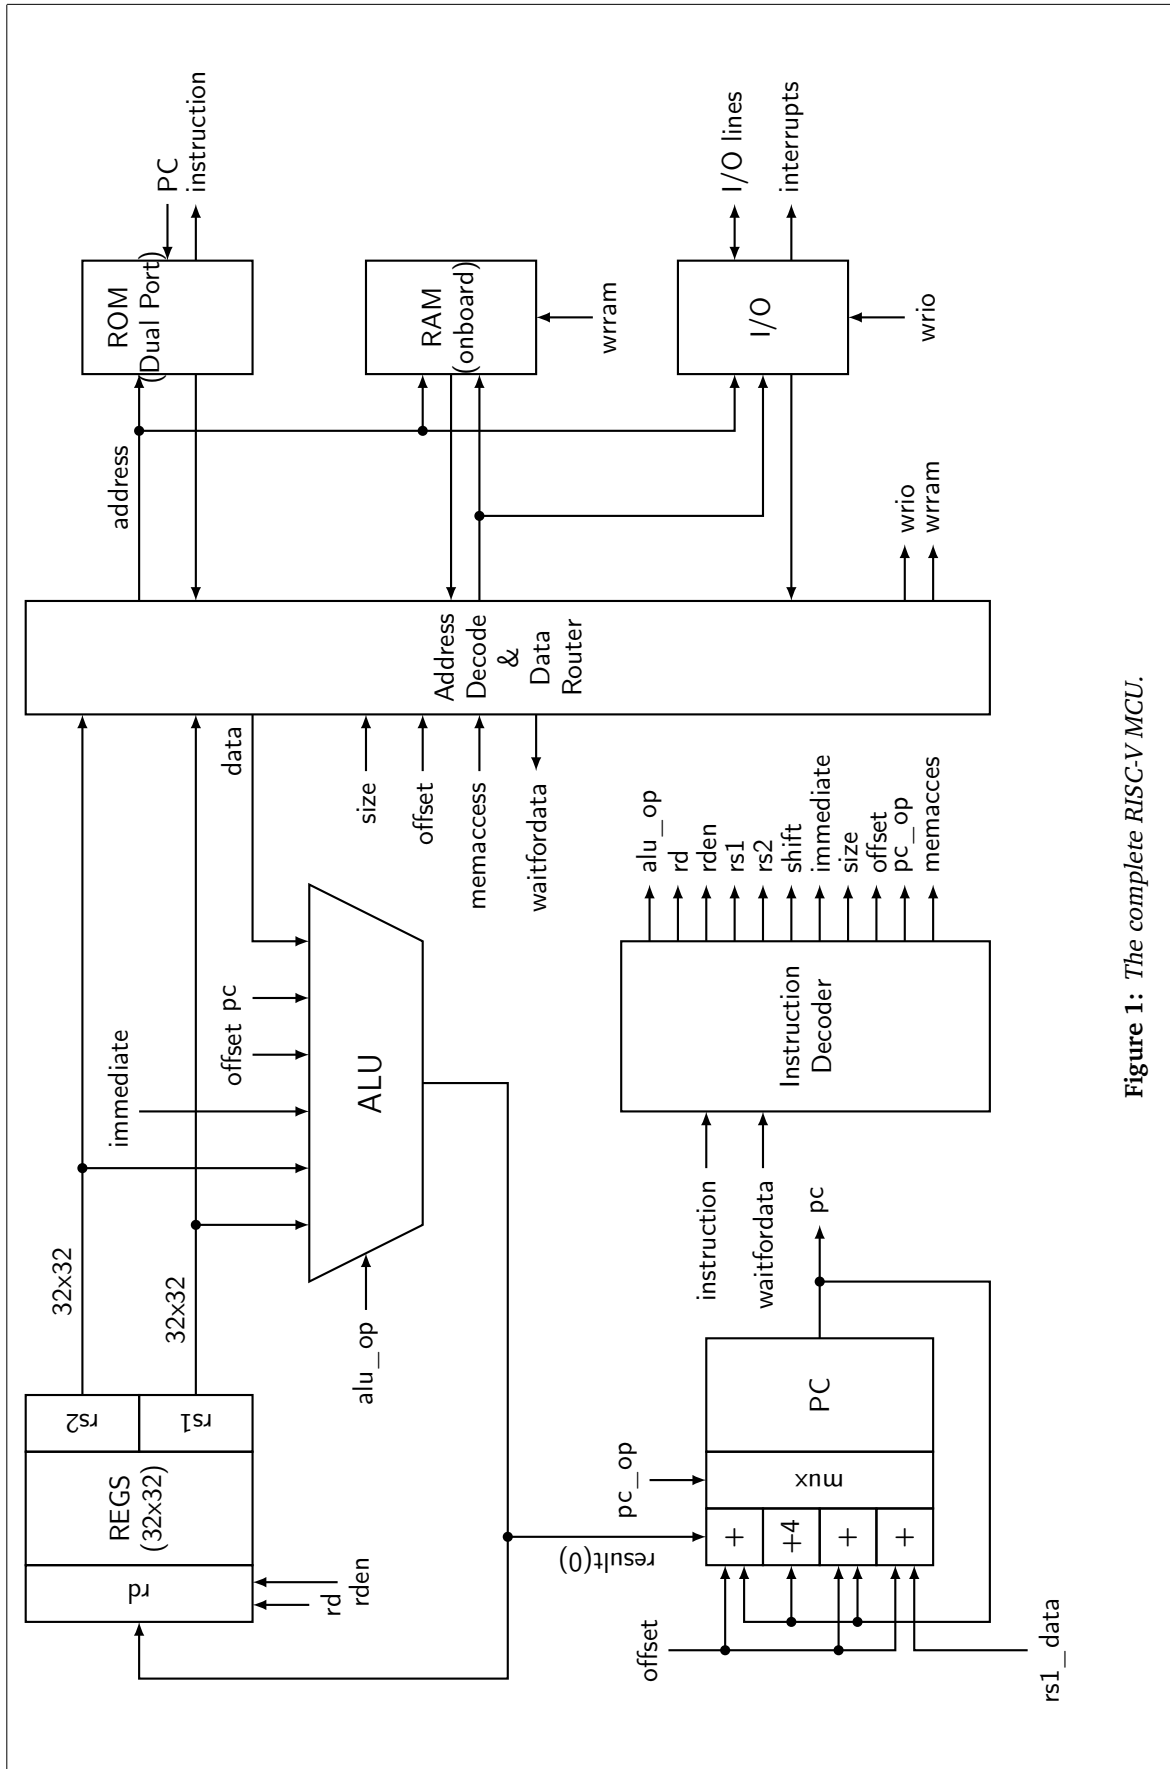 rd
REGS
(32x32)
rs2
rs1
rd
rden
32x32
32x32
immediate
offset
pc
data
alu_op
ALU
size
offset
memaccess
waitfordata
Address
Decode
&
Data
Router
address
ROM
(Dual Port)
PC
instruction
RAM
(onboard)
wrram
I/O
I/O lines
interrupts
wrio
wrio
wrram
result(0)
pc_op
offset
rs1_data
+
+4
+
+
mux
PC
pc
instruction
waitfordata
Instruction
Decoder
alu_op
rd
rden
rs1
rs2
shift
immediate
size
offset
pc_op
memacces
Figure 1: The complete RISC-V MCU.